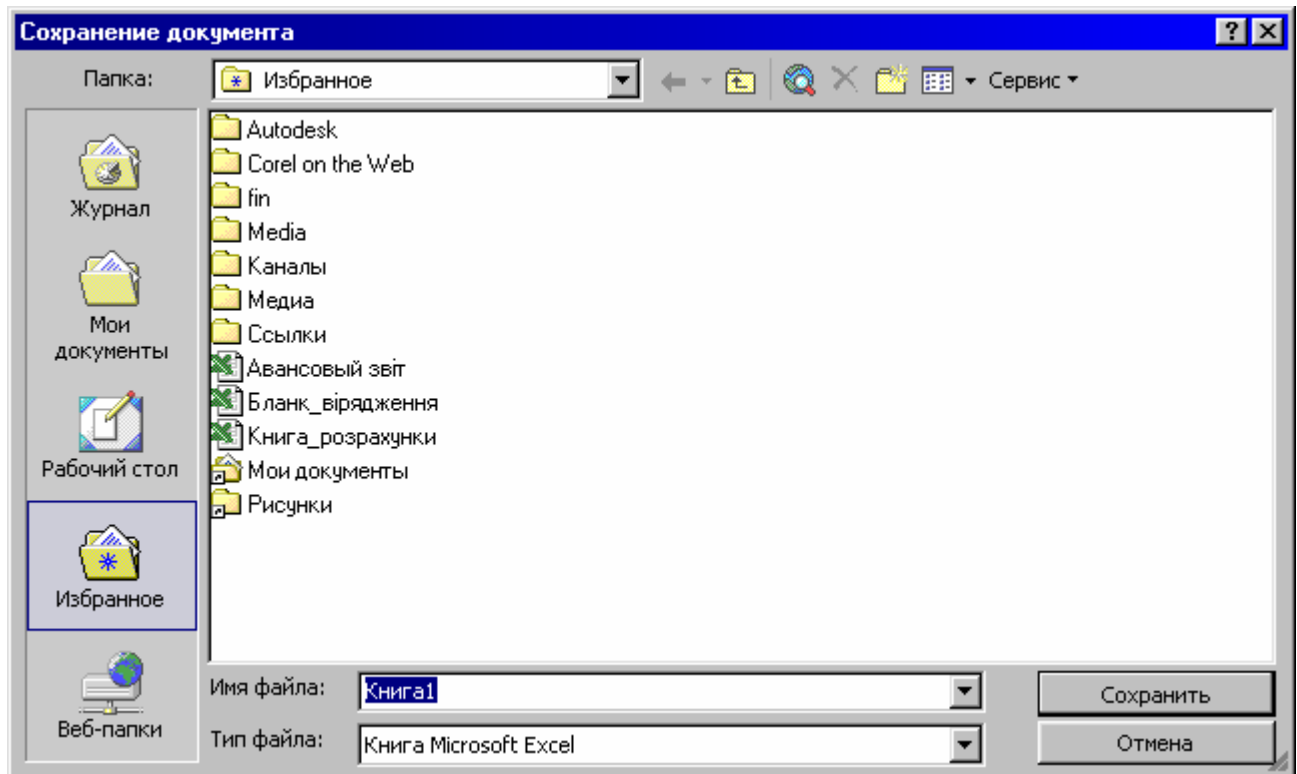 Сохранение документа
Папка:
Избранное
Сервис
Журнал
Мои
документы
Рабочий стол
Избранное
Веб-папки
Autodesk
Corel on the Web
fin
Media
Каналы
Медиа
Ссылки
Авансовый звіт
Бланк_вірядження
Книга_розрахунки
Мои документы
Рисунки
Имя файла:
Книга1
Сохранить
Тип файла:
Книга Microsoft Excel
Отмена